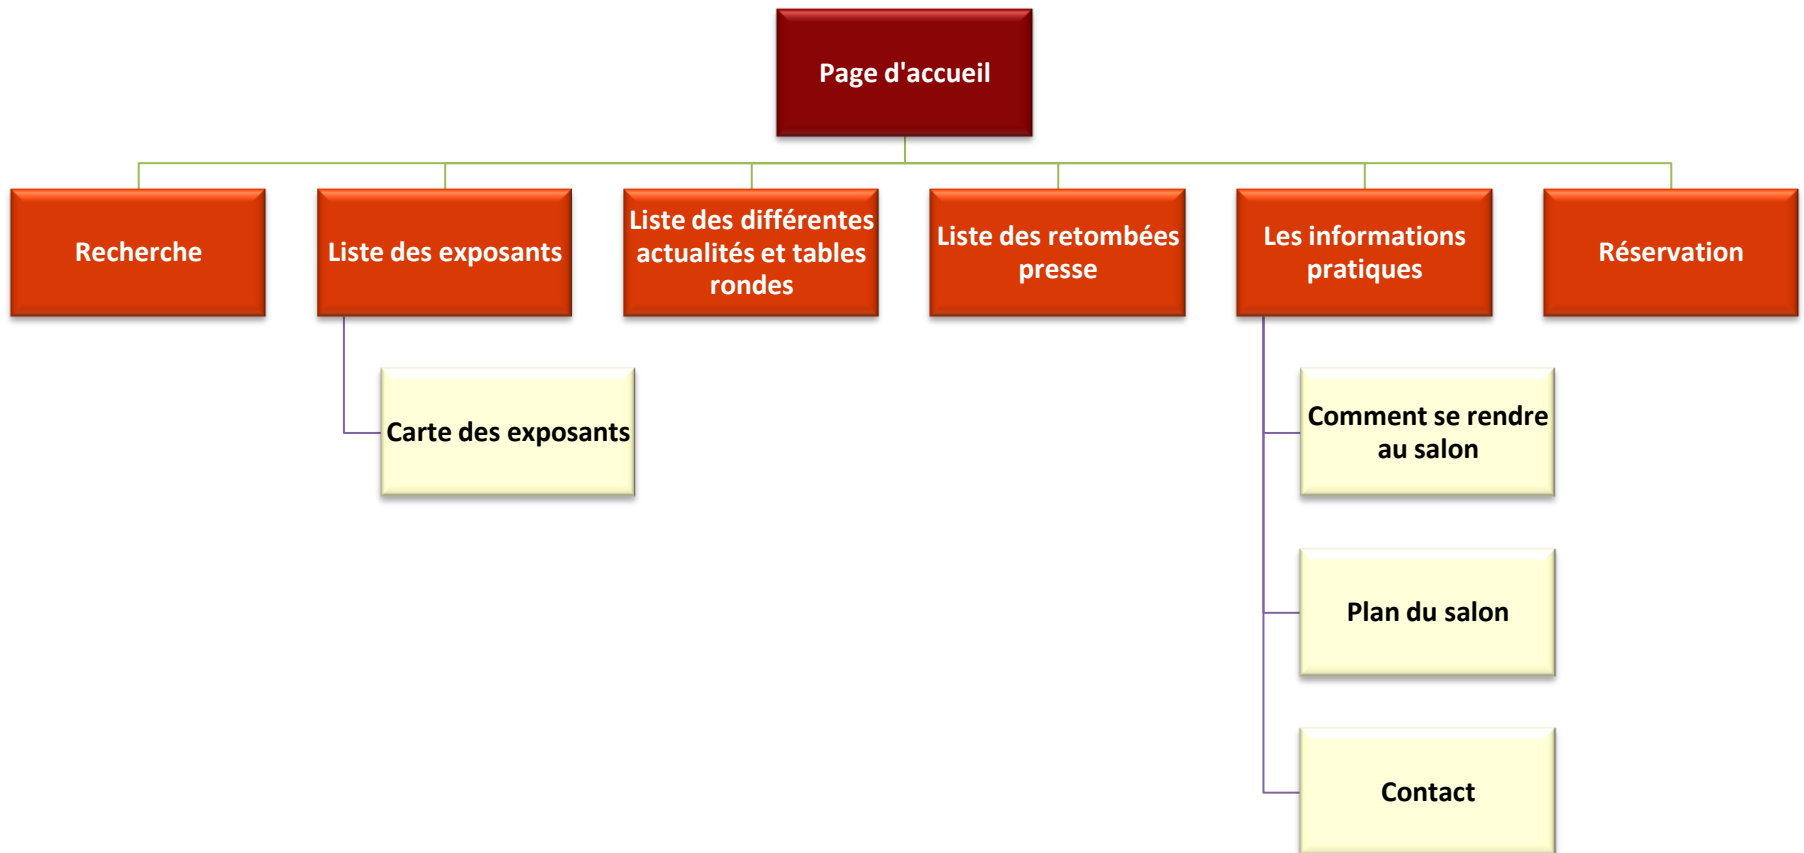 Page d'accueil
Recherche
Liste des exposants
Liste des différentes
actualités et tables
rondes
Liste des retombées
presse
Les informations
pratiques
Réservation
Carte des exposants
Comment se rendre
au salon
Plan du salon
Contact